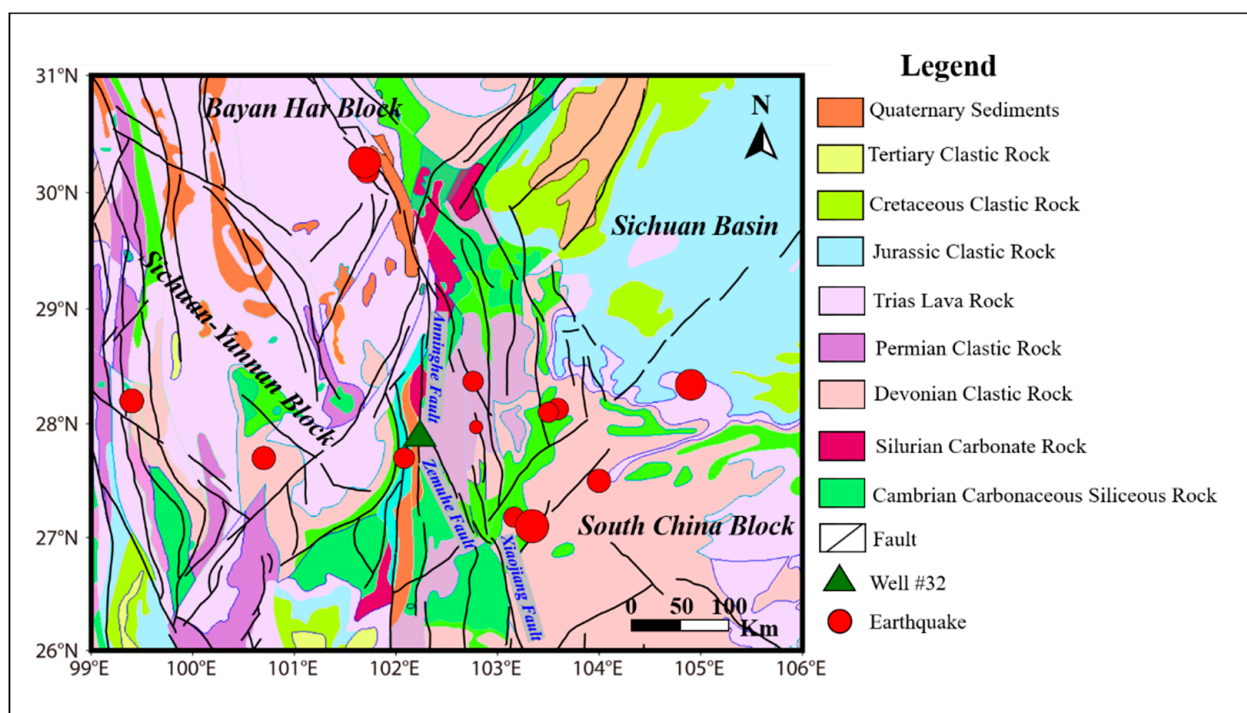 31°N
30°N
29°N
28°N
27°N
26°N
99°E
100°E
101°E
102°E
103°E
104°E
105°E
106°E
Bayan Har Block
N
Sichuan Basin
Sichuan-Yunnan Block
Anninghe Fault
Zemuhe Fault
Xiaojiang Fault
South China Block
0 50 100
Km
Legend
Quaternary Sediments
Tertiary Clastic Rock
Cretaceous Clastic Rock
Jurassic Clastic Rock
Trias Lava Rock
Permian Clastic Rock
Devonian Clastic Rock
Silurian Carbonate Rock
Cambrian Carbonaceous Siliceous Rock
Fault
Well #32
Earthquake